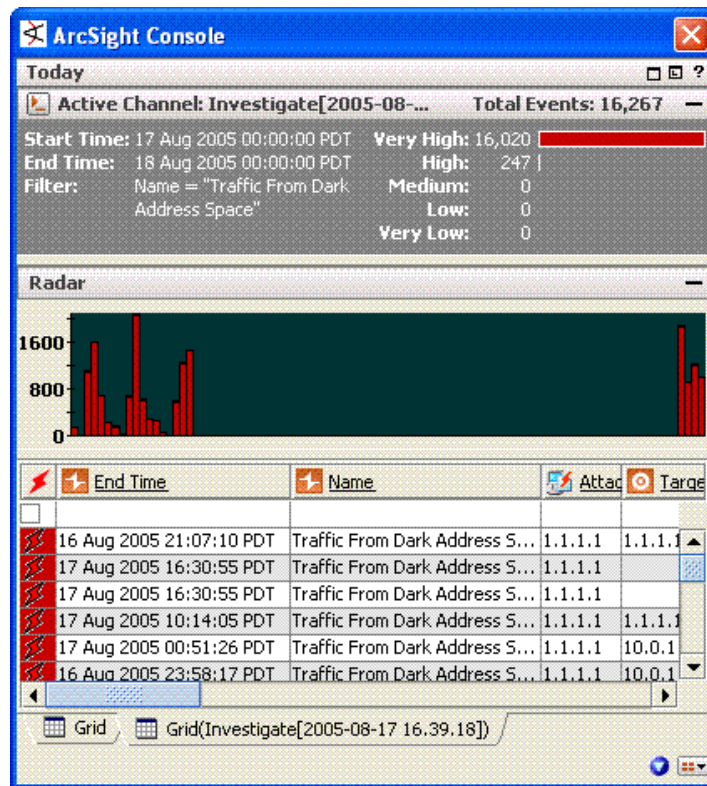 ArcSight Console
Today
Active Channel: Investigate[2005-08-... Total Events: 16,267
Start Time: 17 Aug 2005 00:00:00 PDT Very High: 16,020
End Time: 18 Aug 2005 00:00:00 PDT High: 247
Filter: Name = "Traffic From Dark Medium: 0
Address Space" Low: 0
Very Low: 0
Radar
1600
800
0
End Time Name Attac Targe
16 Aug 2005 21:07:10 PDT Traffic From Dark Address S... 1.1.1.1 1.1.1.1
17 Aug 2005 16:30:55 PDT Traffic From Dark Address S... 1.1.1.1
17 Aug 2005 16:30:55 PDT Traffic From Dark Address S... 1.1.1.1
17 Aug 2005 10:14:05 PDT Traffic From Dark Address S... 1.1.1.1 1.1.1.1
17 Aug 2005 00:51:26 PDT Traffic From Dark Address S... 1.1.1.1 10.0.1
16 Aug 2005 23:58:17 PDT Traffic From Dark Address S... 1.1.1.1 10.0.1
Grid Grid(Investigate[2005-08-17 16.39.18])